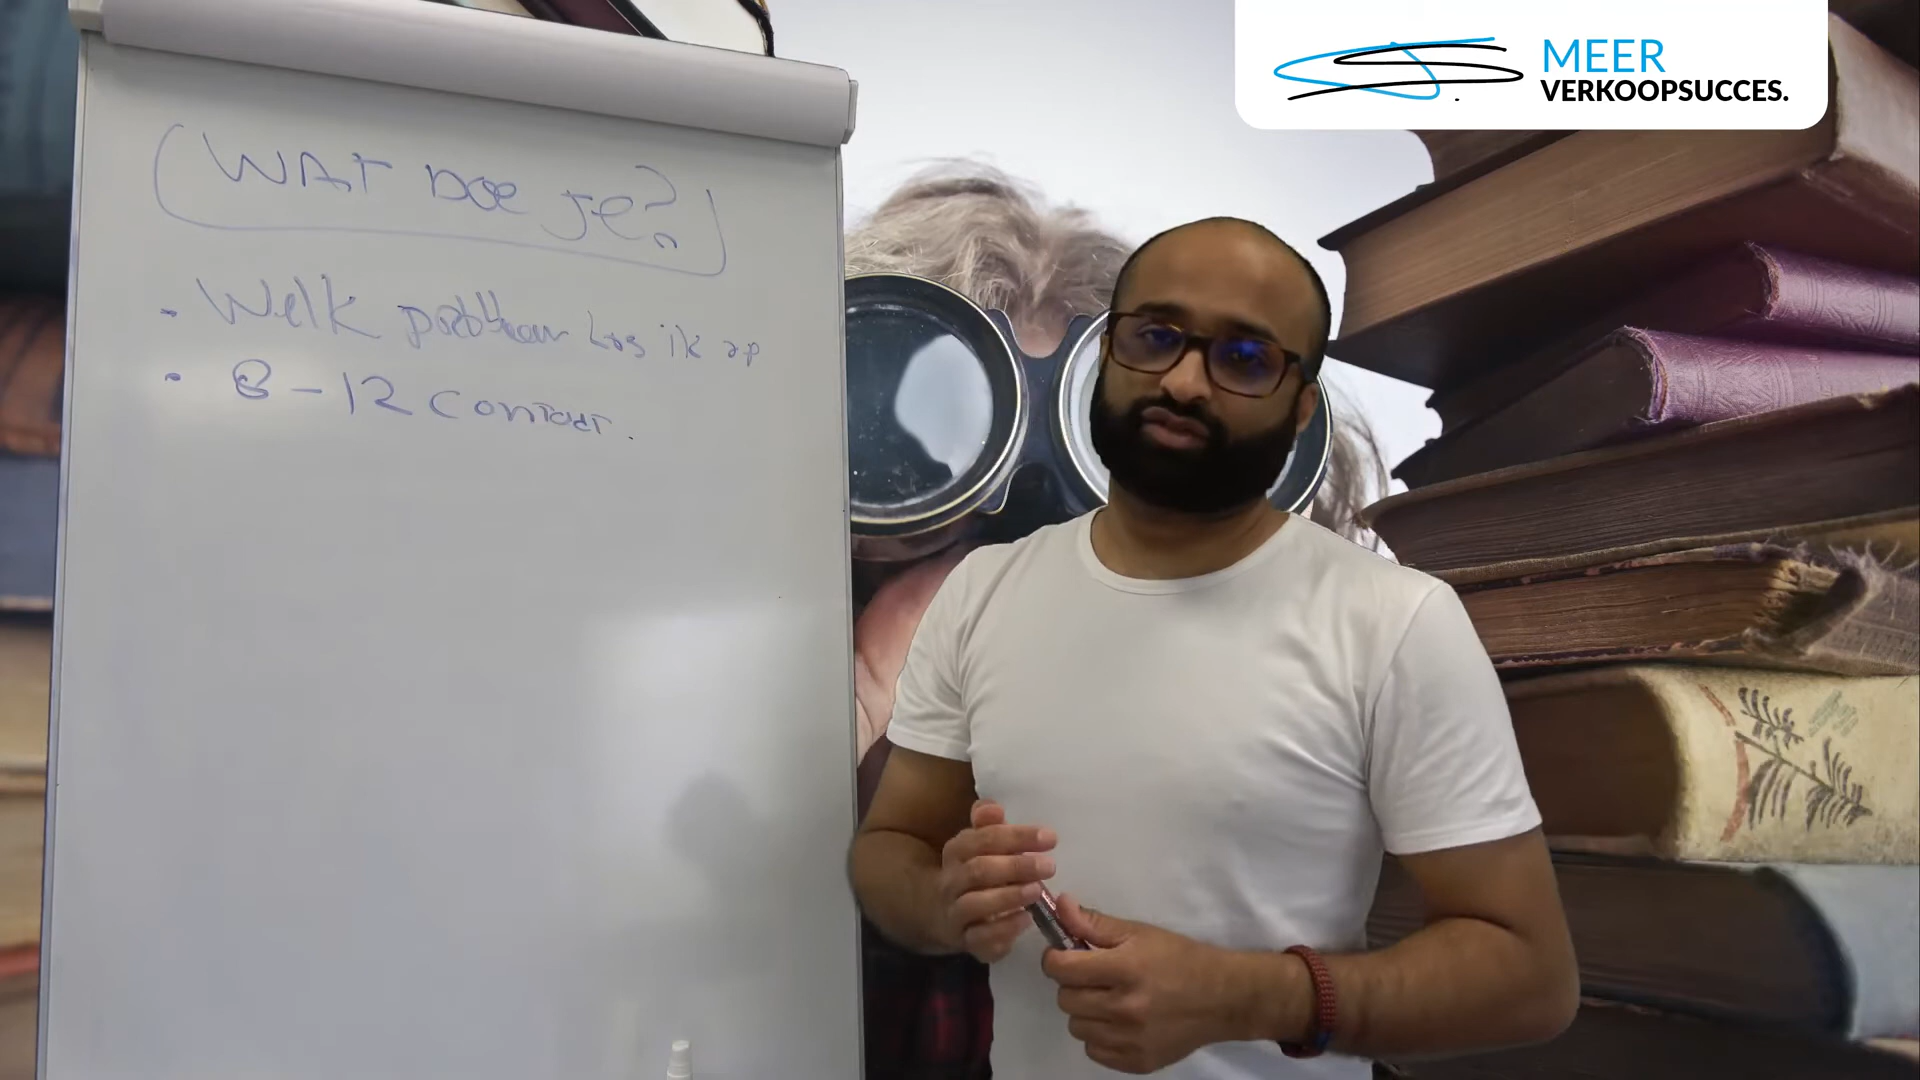 WAT DOE JE?
• Welk probleem los ik op
• 8-12 contact.
MEER
VERKOOPSUCCES.